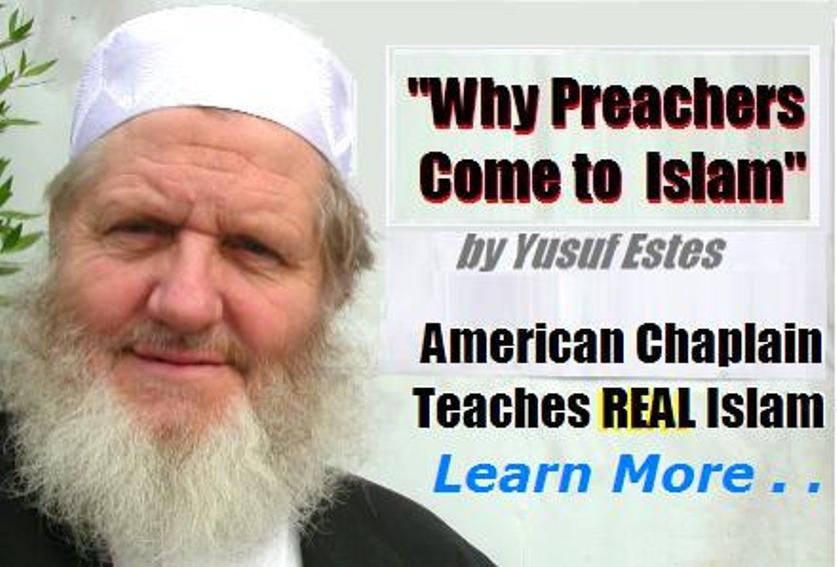 "Why Preachers
Come to Islam"
by Yusuf Estes
American Chaplain
Teaches REAL Islam
Learn More . .